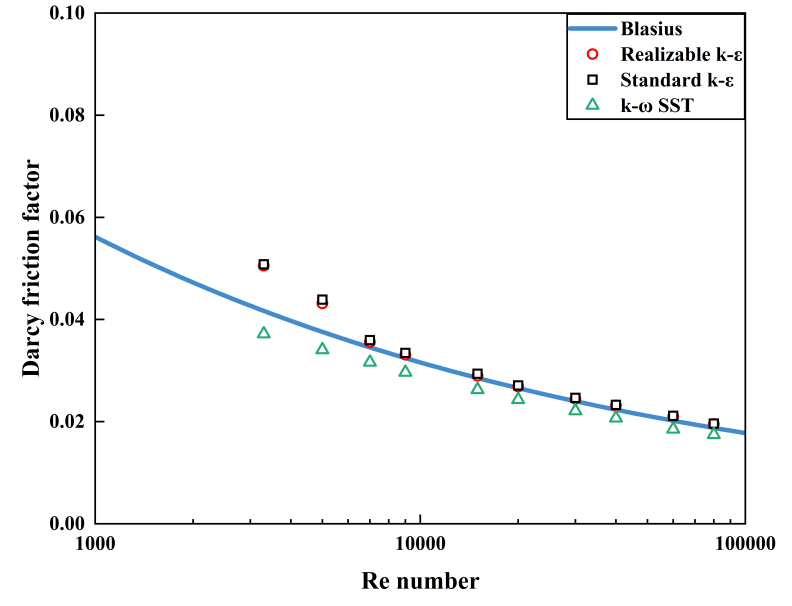 0.10
0.08
0.06
0.04
0.02
0.00
Darcy friction factor
Blasius
Realizable k-ε
Standard k-ε
k-ω SST
1000
10000
100000
Re number